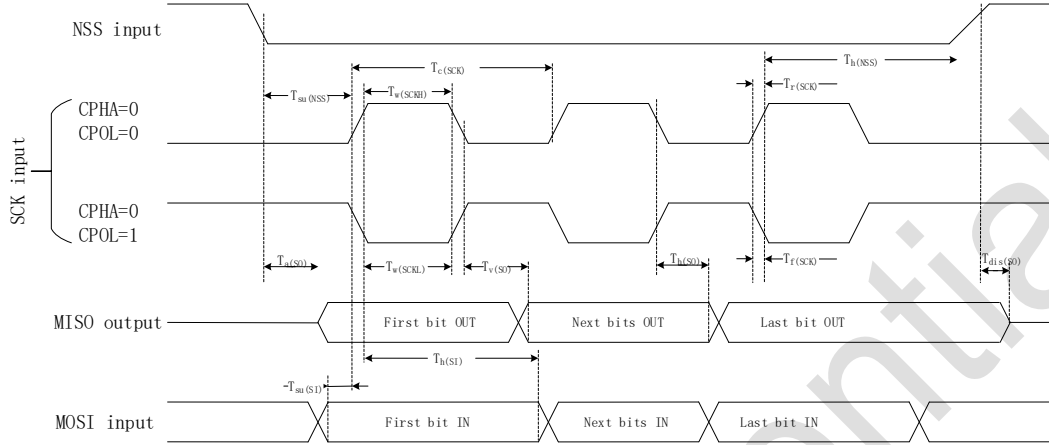 NSS input
Tc(SCK)
Th(NSS)
Tsu(NSS)
Tw(SCKH)
Tr(SCK)
CPHA=0
CPOL=0
SCK input
CPHA=0
CPOL=1
Ta(SO)
Tw(SCKL)
Tv(SO)
Th(SO)
Tf(SCK)
Tdis(SO)
MISO output
First bit OUT
Next bits OUT
Last bit OUT
Th(SI)
Tsu(SI)
MOSI input
First bit IN
Next bits IN
Last bit IN